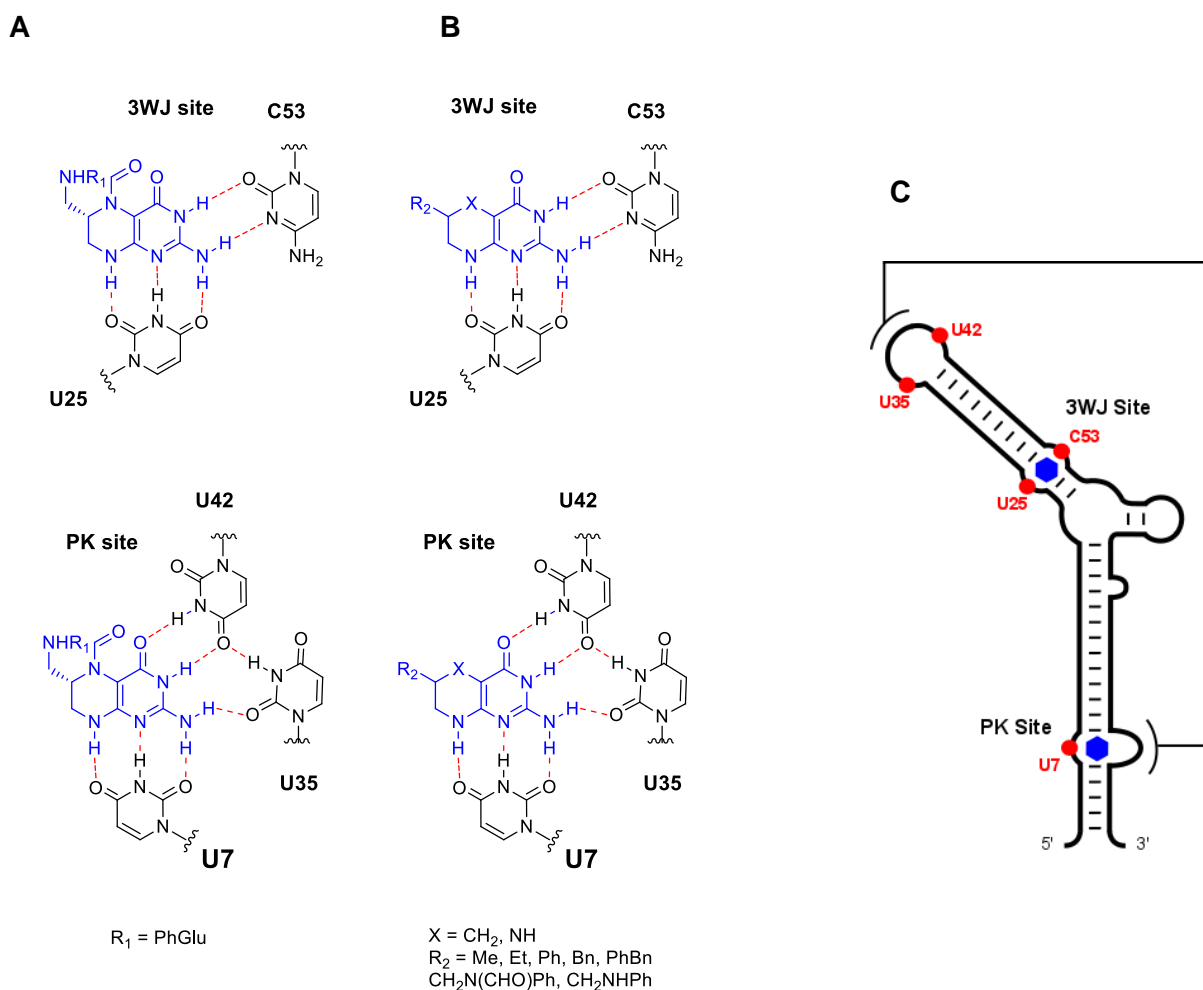 A
B
C
3WJ site
C53
NHR1
O
O
N
N
H
N
H
N
N
H
H
O
N
N
NH2
H
O
N
O
N
U25
3WJ site
C53
R2
X
O
N
H
N
H
N
N
H
H
O
N
N
NH2
H
O
N
O
N
U25
U42
PK site
O
N
N
H
O
NHR1
O
O
N
N
H
N
H
N
N
H
H
O
H
N
O
N
U35
H
O
N
O
N
U7
U42
PK site
O
N
N
H
O
R2
X
O
N
H
N
H
N
N
H
H
O
H
N
O
N
U35
H
O
N
O
N
U7
R1 = PhGlu
X = CH2, NH
R2 = Me, Et, Ph, Bn, PhBn
CH2N(CHO)Ph, CH2NHPh
U42
U35
3WJ Site
C53
U25
PK Site
U7
5'
3'